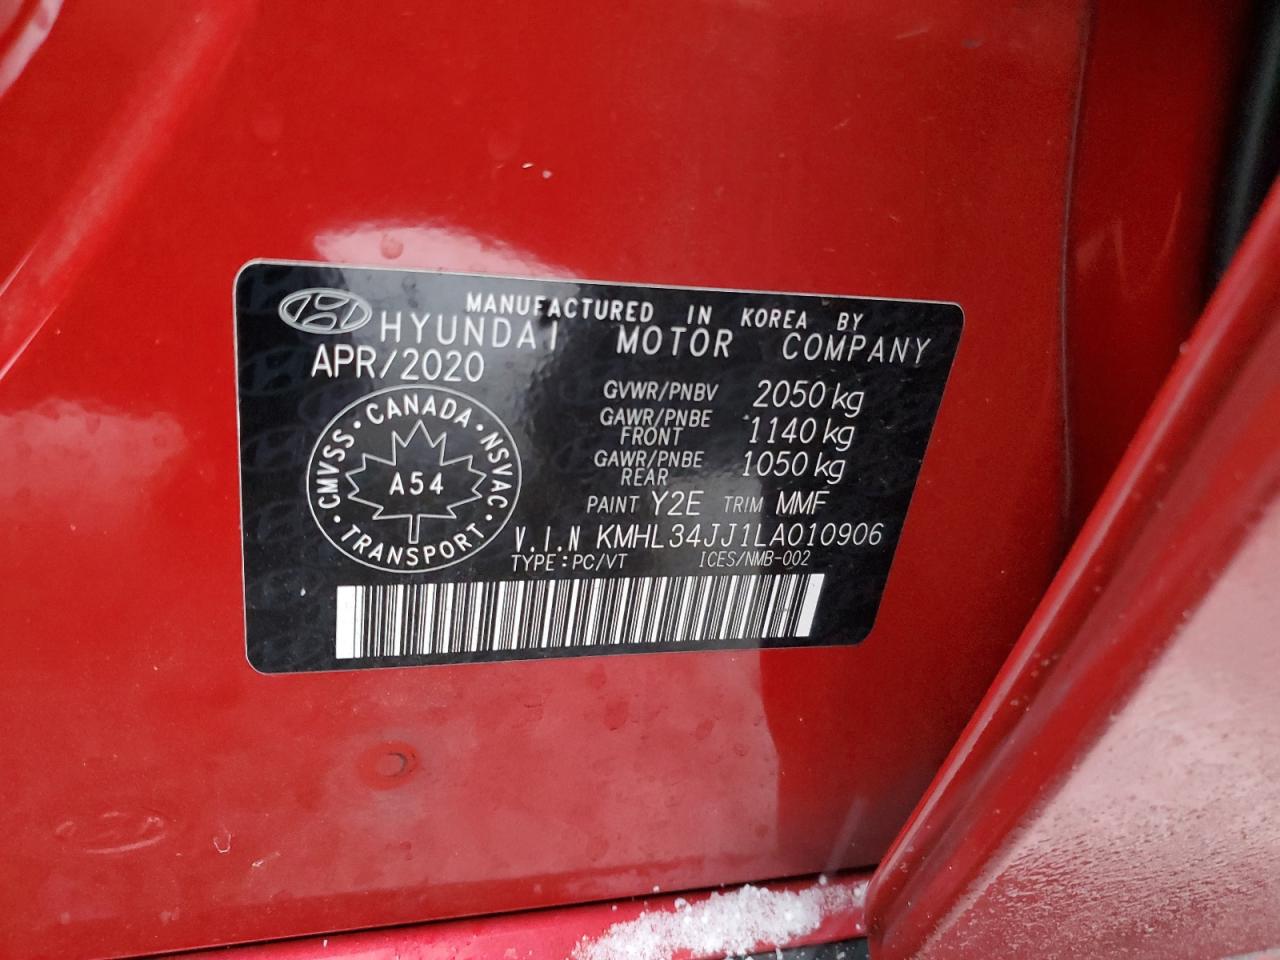 MANUFACTURED IN KOREA BY
HYUNDAI MOTOR COMPANY
APR/2020
GVWR/PNBV 2050 kg
GAWR/PNBE FRONT 1140 kg
GAWR/PNBE REAR 1050 kg
PAINT Y2E TRIM MMF
CANADA · NSVAC · TRANSPORT · CMVSS ·
A54
V.I.N KMHL34JJ1LA010906
TYPE:PC/VT ICES/NMB-002